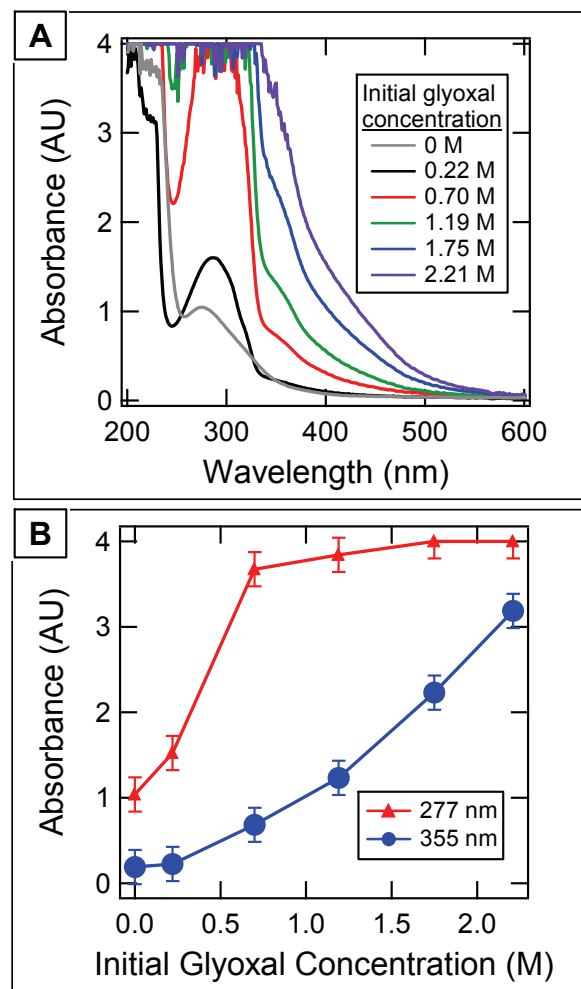 A
4
3
2
1
0
Absorbance (AU)
Initial glyoxal
concentration
0 M
0.22 M
0.70 M
1.19 M
1.75 M
2.21 M
200 300 400 500 600
Wavelength (nm)
B
4
3
2
1
0
Absorbance (AU)
277 nm
355 nm
0.0 0.5 1.0 1.5 2.0
Initial Glyoxal Concentration (M)